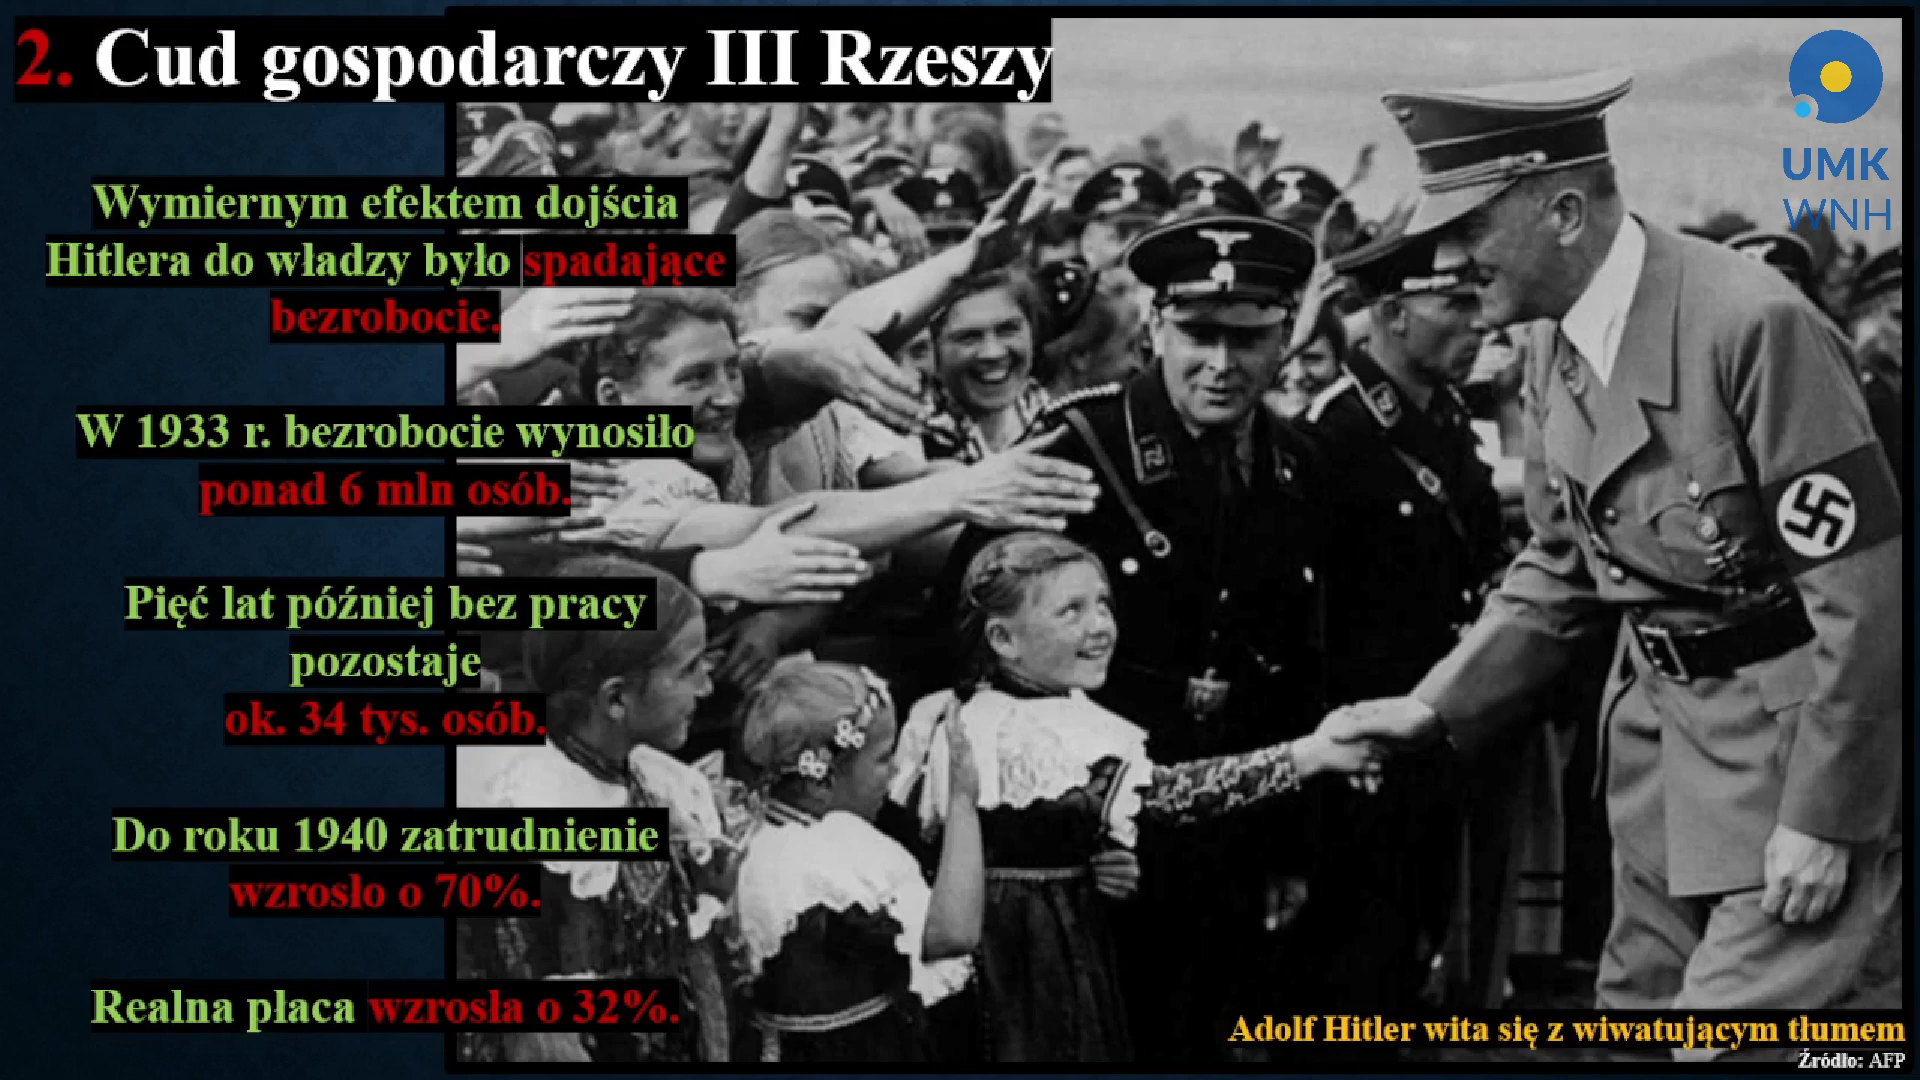 2. Cud gospodarczy III Rzeszy
UMK
WNH
Wymiernym efektem dojścia
Hitlera do władzy było spadające
bezrobocie.
W 1933 r. bezrobocie wynosiło
ponad 6 mln osób.
Pięć lat później bez pracy
pozostaje
ok. 34 tys. osób.
Do roku 1940 zatrudnienie
wzrosło o 70%.
Realna płaca wzrosła o 32%.
Adolf Hitler wita się z wiwatującym tłumem
Źródło: AFP